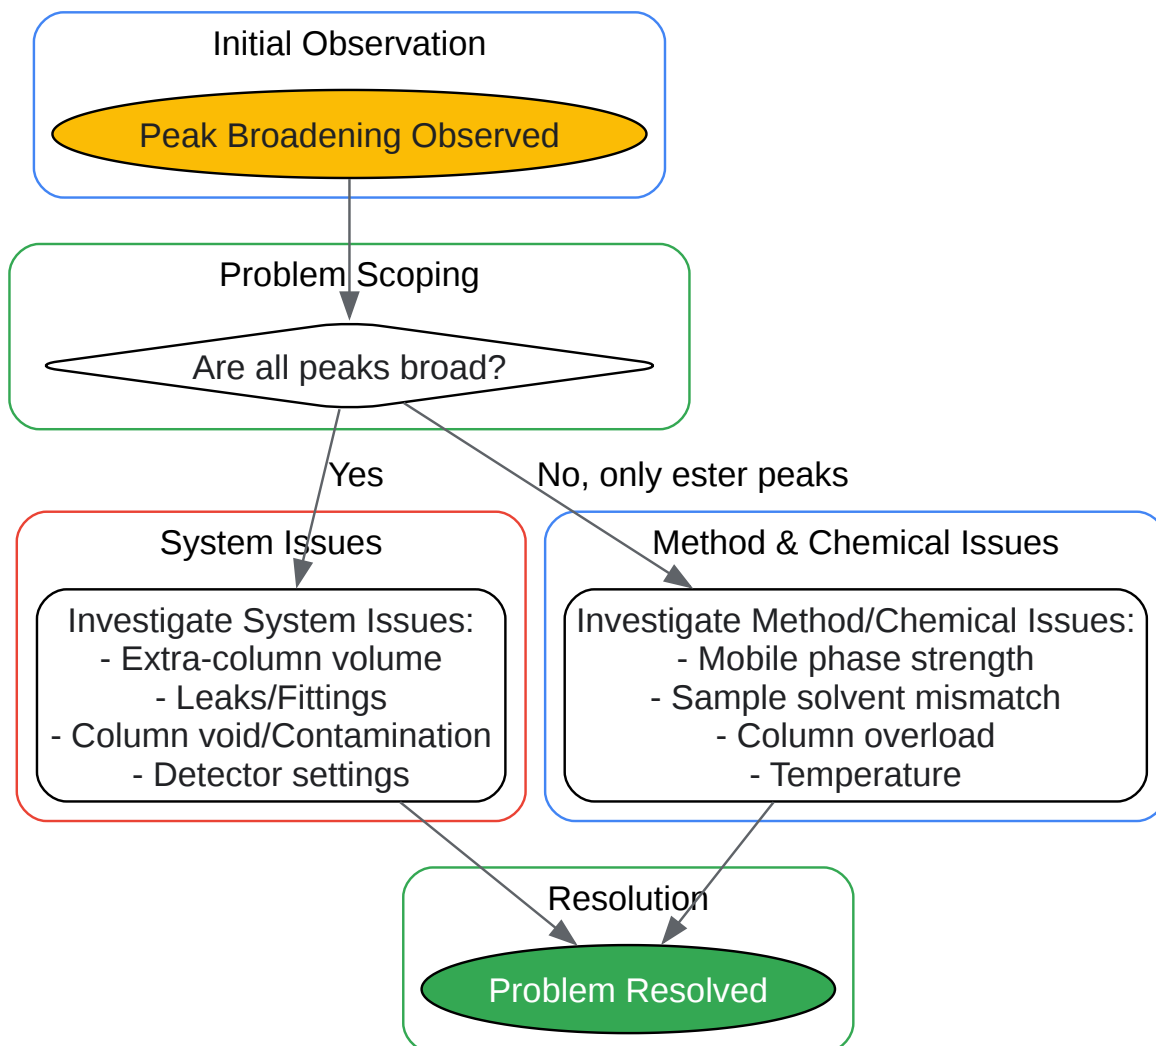 Initial Observation
Peak Broadening Observed
Problem Scoping
Are all peaks broad?
Yes
No, only ester peaks
System Issues
Investigate System Issues:
- Extra-column volume
- Leaks/Fittings
- Column void/Contamination
- Detector settings
Method & Chemical Issues
Investigate Method/Chemical Issues:
- Mobile phase strength
- Sample solvent mismatch
- Column overload
- Temperature
Resolution
Problem Resolved